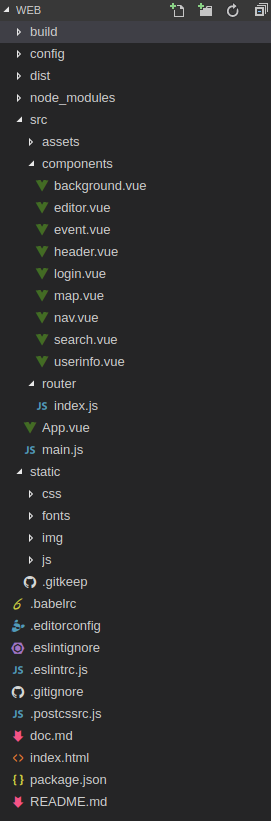 WEB
build
config
dist
node_modules
src
assets
components
background.vue
editor.vue
event.vue
header.vue
login.vue
map.vue
nav.vue
search.vue
userinfo.vue
router
JS index.js
App.vue
JS main.js
static
css
fonts
img
js
.gitkeep
.babelrc
.editorconfig
.eslintignore
JS .eslintrc.js
.gitignore
JS .postcssrc.js
doc.md
<> index.html
{ } package.json
README.md